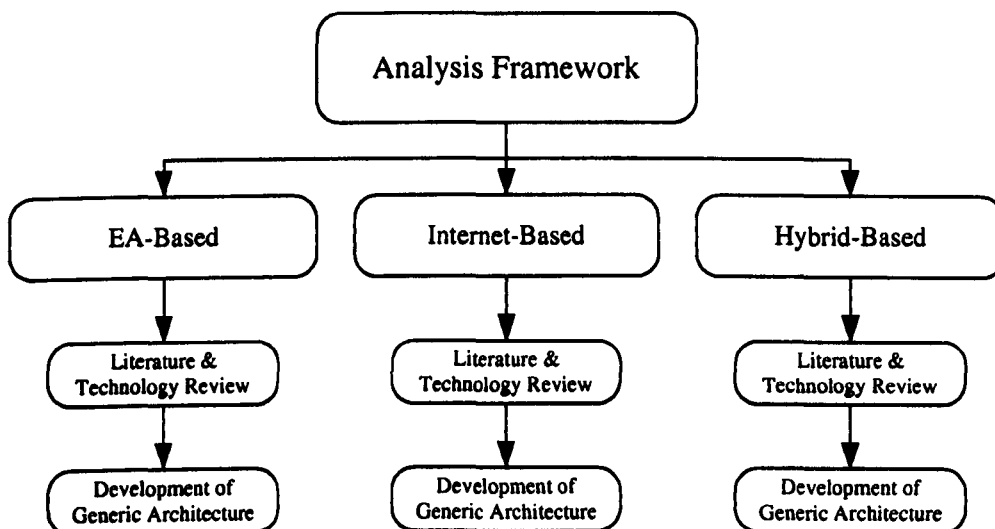 Analysis Framework
EA-Based
Internet-Based
Hybrid-Based
Literature &
Technology Review
Literature &
Technology Review
Literature &
Technology Review
Development of
Generic Architecture
Development of
Generic Architecture
Development of
Generic Architecture